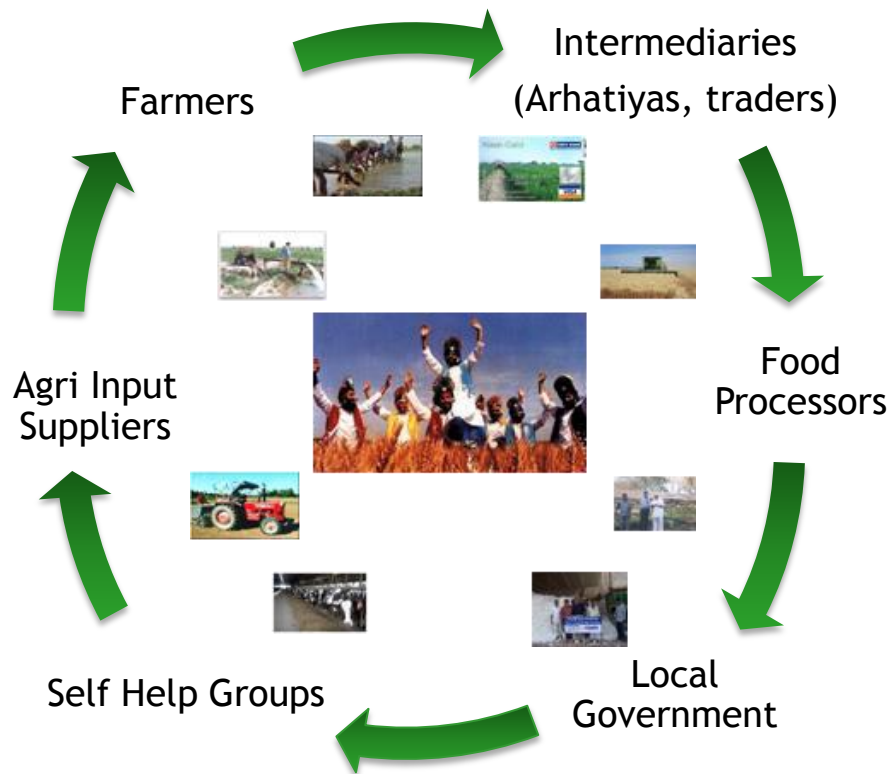 Farmers
Intermediaries
(Arhatiyas, traders)
Food
Processors
Local
Government
Self Help Groups
Agri Input
Suppliers